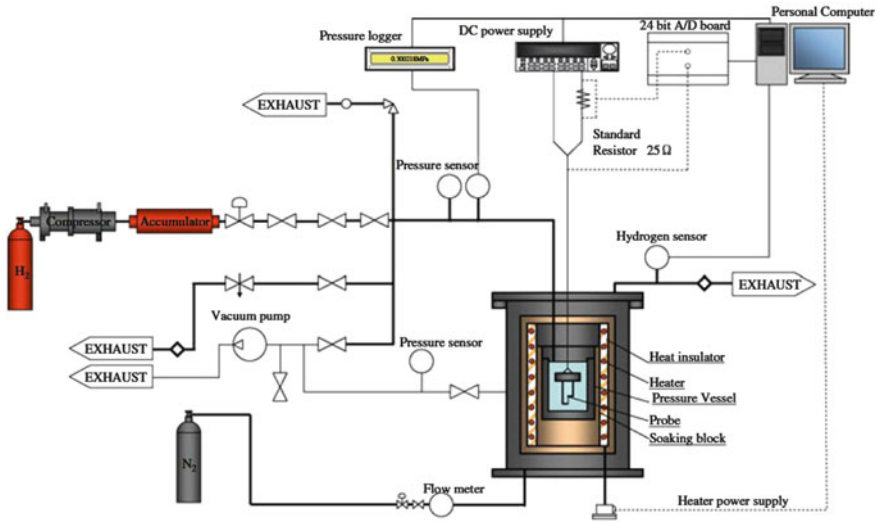 Personal Computer
DC power supply
24 bit A/D board
Pressure logger
0.300038MPa
EXHAUST
Standard
Resistor 25 Ω
Pressure sensor
Compressor
Accumulator
H2
Hydrogen sensor
EXHAUST
Vacuum pump
EXHAUST
Pressure sensor
EXHAUST
Heat insulator
Heater
Pressure Vessel
Probe
Soaking block
N2
Flow meter
Heater power supply